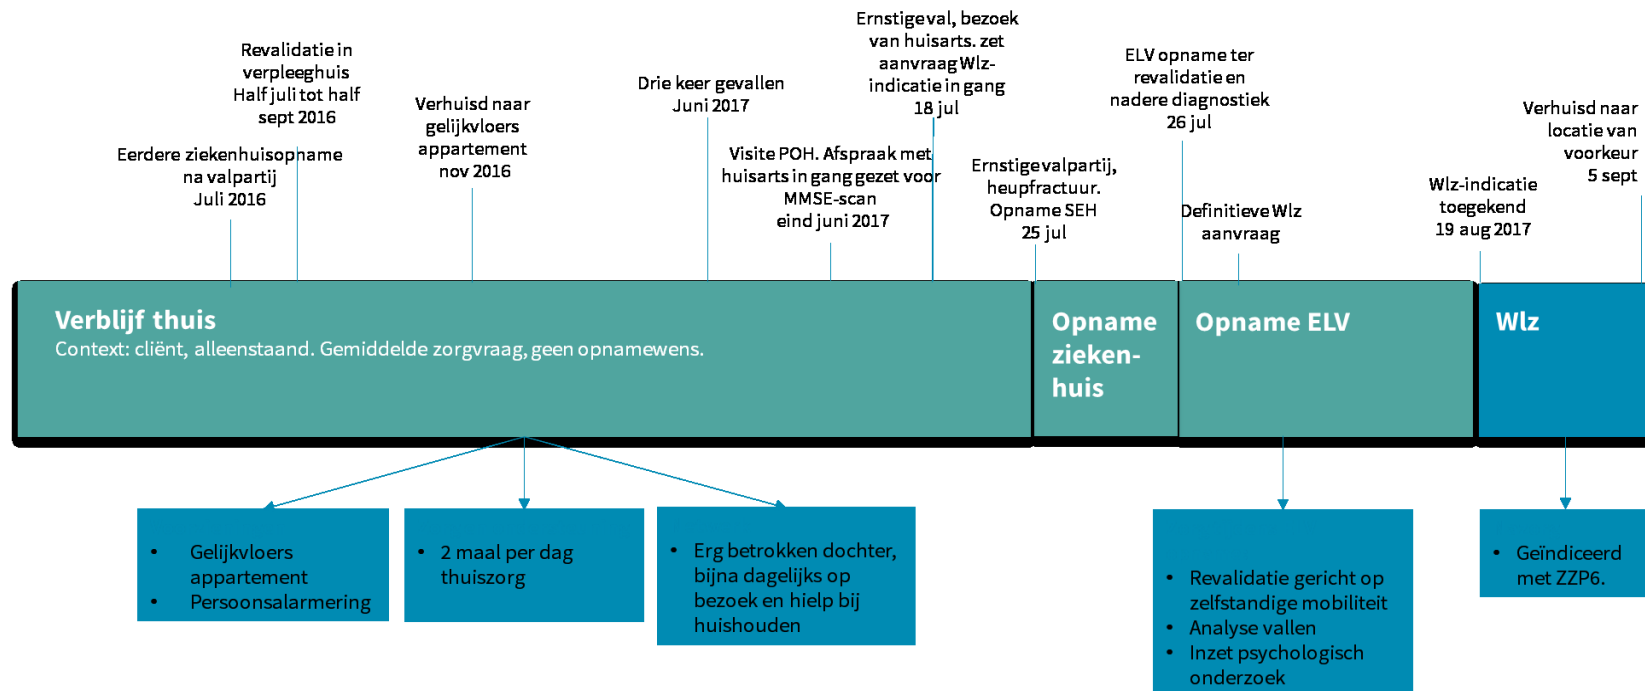 Eerdere ziekenhuisopname
na valpartij
Juli 2016
Revalidatie in
verpleeghuis
Half juli tot half
sept 2016
Verhuisd naar
gelijkvloers
appartement
nov 2016
Drie keer gevallen
Juni 2017
Visite POH. Afspraak met
huisarts in gang gezet voor
MMSE-scan
eind juni 2017
Ernstige val, bezoek
van huisarts. zet
aanvraag Wlz-
indicatie in gang
18 jul
Ernstige valpartij,
heupfractuur.
Opname SEH
25 jul
ELV opname ter
revalidatie en
nadere diagnostiek
26 jul
Definitieve Wlz
aanvraag
Wlz-indicatie
toegekend
19 aug 2017
Verhuisd naar
locatie van
voorkeur
5 sept
Verblijf thuis
Context: cliënt, alleenstaand. Gemiddelde zorgvraag, geen opnamewens.
Opname
zieken-
huis
Opname ELV
Wlz
• Gelijkvloers
appartement
• Persoonsalarmering
• 2 maal per dag
thuiszorg
• Erg betrokken dochter,
bijna dagelijks op
bezoek en hielp bij
huishouden
• Revalidatie gericht op
zelfstandige mobiliteit
• Analyse vallen
• Inzet psychologisch
onderzoek
• Geïndiceerd
met ZZP6.